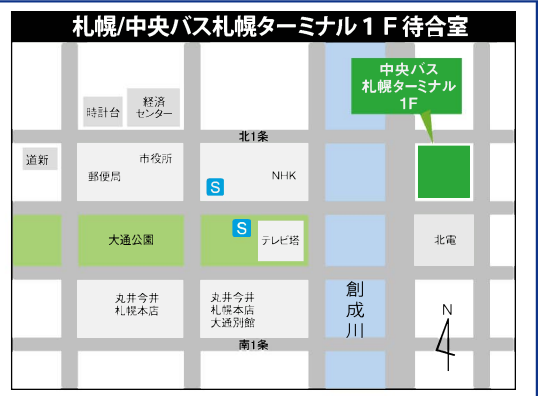 札幌/中央バス札幌ターミナル１Ｆ待合室
中央バス
札幌ターミナル
1F
経済
センター
時計台
北1条
道新
市役所
郵便局
NHK
S
S
大通公園
テレビ塔
北電
丸井今井
札幌本店
丸井今井
札幌本店
大通別館
創成川
N
南1条